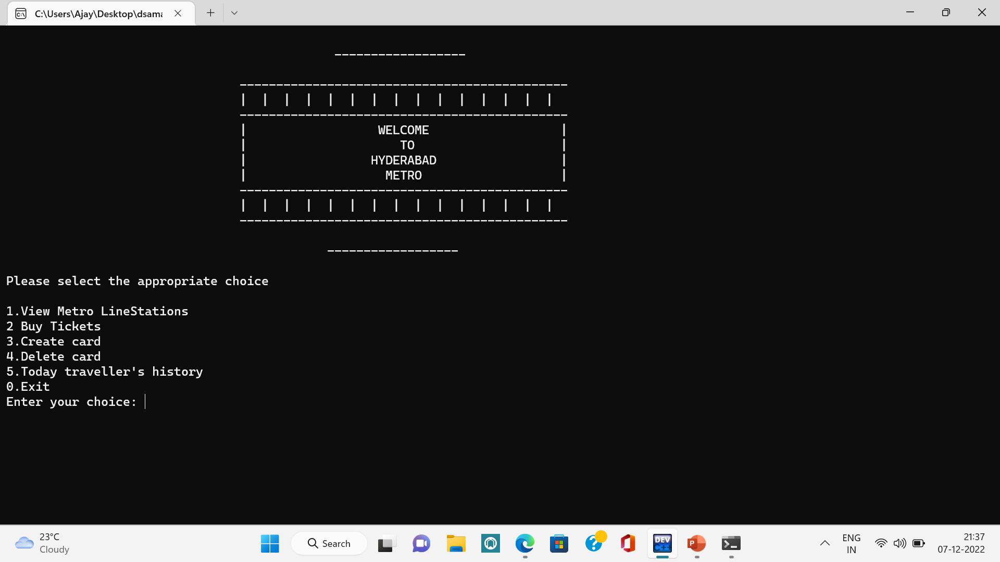 C:\Users\Ajay\Desktop\dsama
------------------
---------------------------------------------
| | | | | | | | | | | | | | |
---------------------------------------------
| WELCOME |
| TO |
| HYDERABAD |
| METRO |
---------------------------------------------
| | | | | | | | | | | | | | |
---------------------------------------------
------------------
Please select the appropriate choice
1.View Metro LineStations
2 Buy Tickets
3.Create card
4.Delete card
5.Today traveller's history
0.Exit
Enter your choice:
23°C
Cloudy
Search
DEV
C++
P
ENG
IN
21:37
07-12-2022